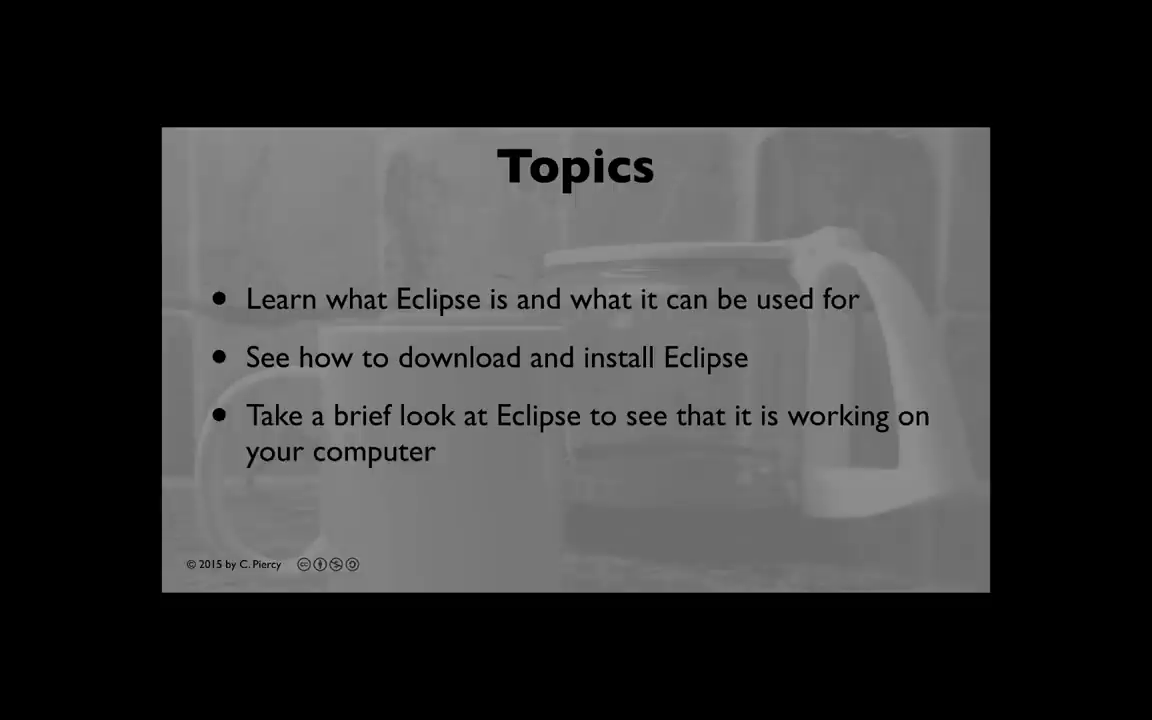 Topics
• Learn what Eclipse is and what it can be used for
• See how to download and install Eclipse
• Take a brief look at Eclipse to see that it is working on
your computer
© 2015 by C. Piercy